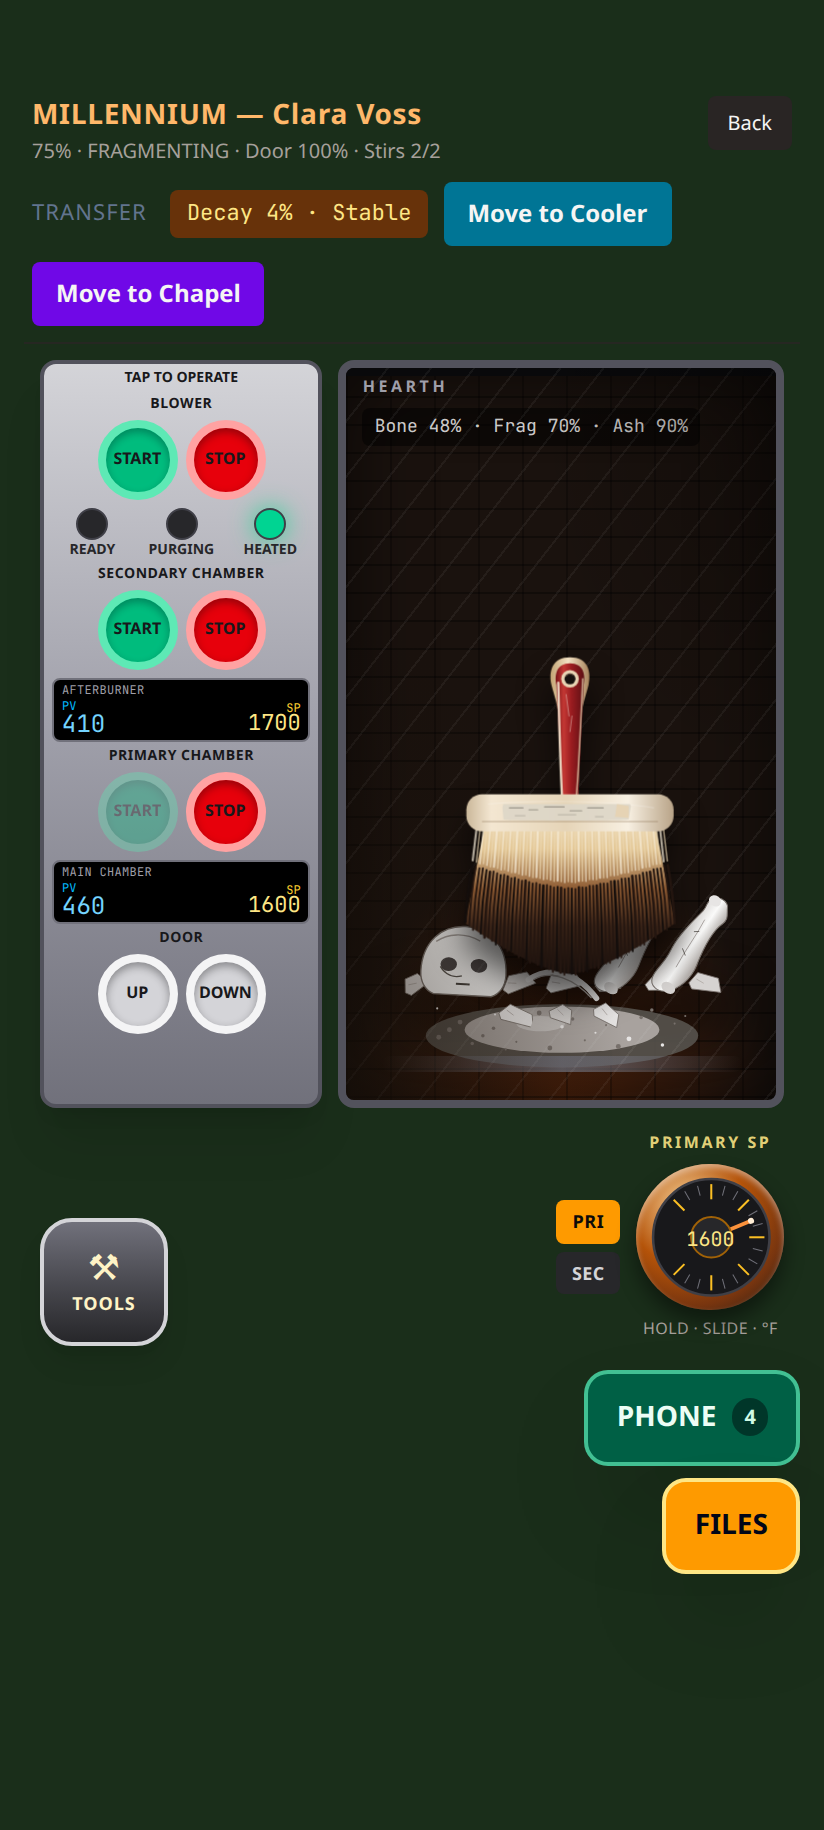 MILLENNIUM — Clara Voss
Back
75% · FRAGMENTING · Door 100% · Stirs 2/2
TRANSFER
Decay 4% · Stable
Move to Cooler
Move to Chapel
TAP TO OPERATE
BLOWER
START
STOP
READY
PURGING
HEATED
SECONDARY CHAMBER
START
STOP
AFTERBURNER
PV
SP
410
1700
PRIMARY CHAMBER
START
STOP
MAIN CHAMBER
PV
SP
460
1600
DOOR
UP
DOWN
HEARTH
Bone 48% · Frag 70% · Ash 90%
PRIMARY SP
PRI
SEC
1600
HOLD · SLIDE · °F
⚒
TOOLS
PHONE 4
FILES